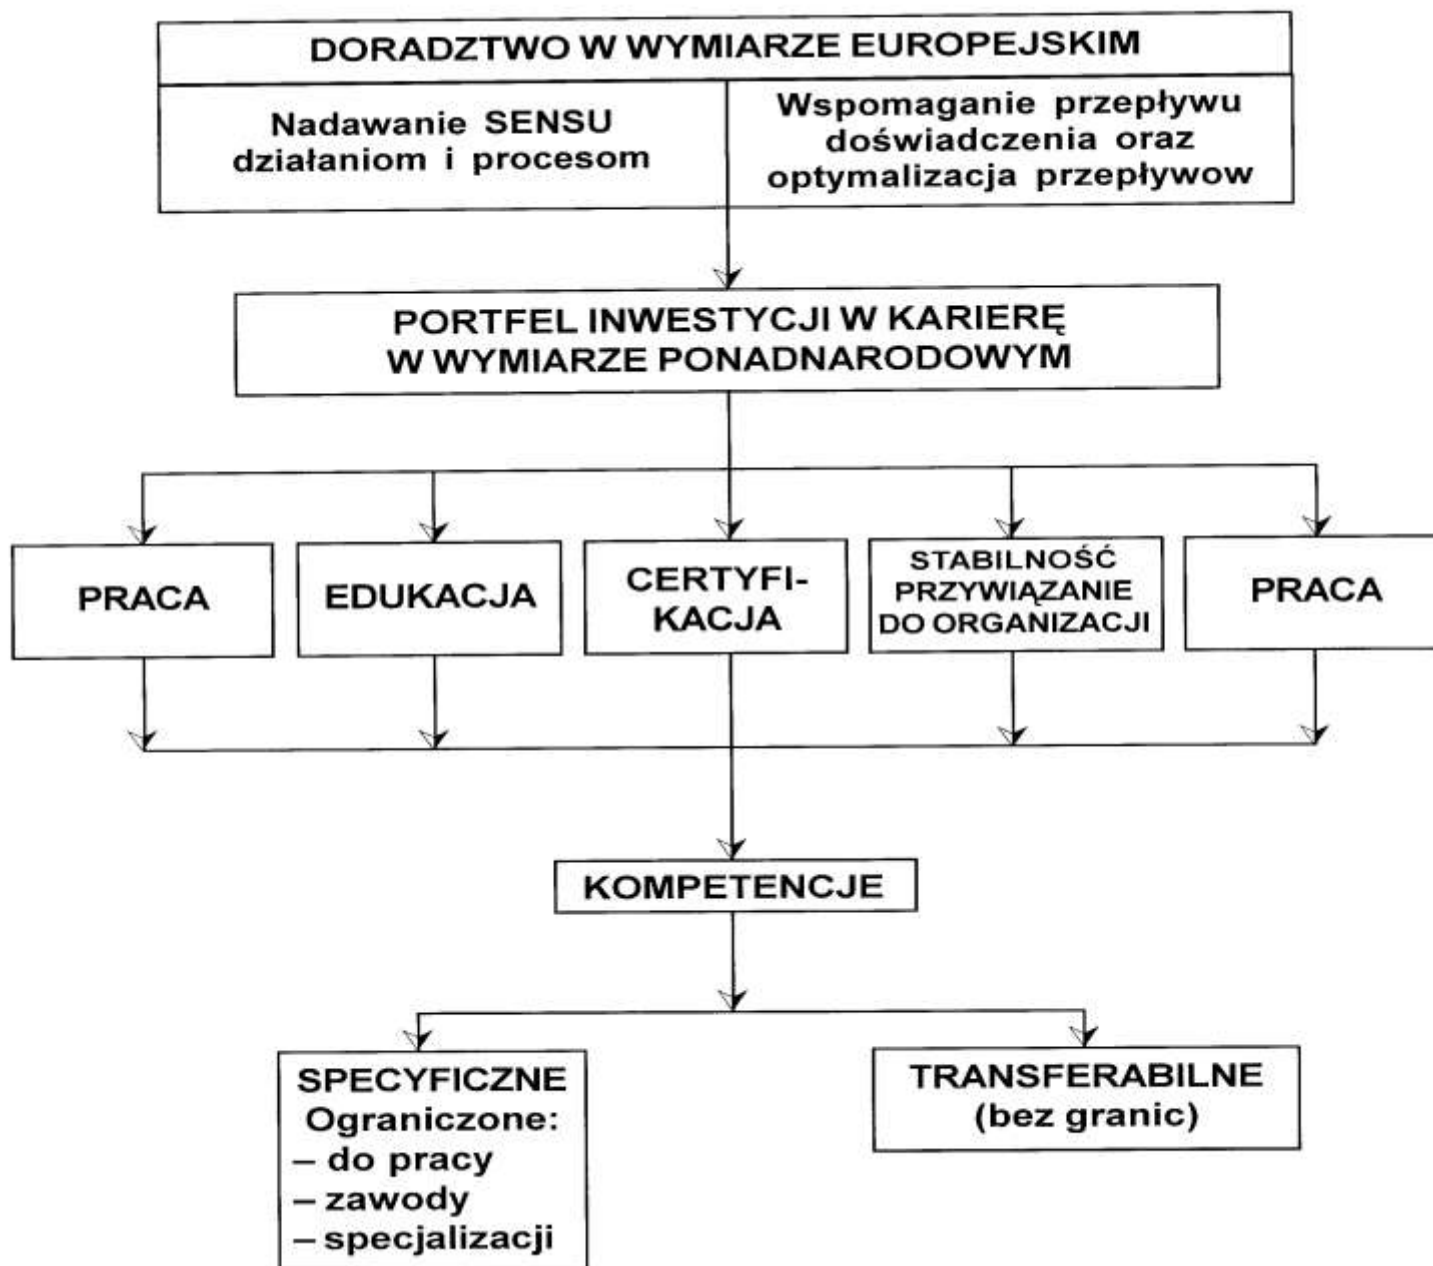 DORADZTWO W WYMIARZE EUROPEJSKIM
Nadawanie SENSU
działaniom i procesom
Wspomaganie przepływu
doświadczenia oraz
optymalizacja przepływow
PORTFEL INWESTYCJI W KARIERĘ
W WYMIARZE PONADNARODOWYM
PRACA
EDUKACJA
CERTYFI-
KACJA
STABILNOŚĆ
PRZYWIĄZANIE
DO ORGANIZACJI
PRACA
KOMPETENCJE
SPECYFICZNE
Ograniczone:
– do pracy
– zawody
– specjalizacji
TRANSFERABILNE
(bez granic)